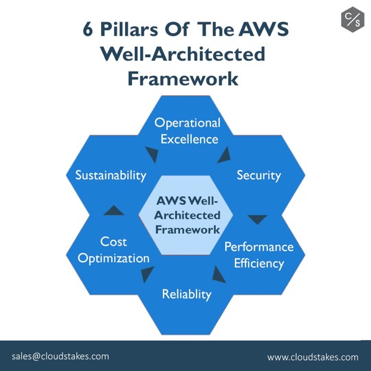 6 Pillars Of The AWS
Well-Architected
Framework
C/S
Operational
Excellence
Sustainability
Security
AWS Well-
Architected
Framework
Cost
Optimization
Performance
Efficiency
Reliablity
sales@cloudstakes.com
www.cloudstakes.com